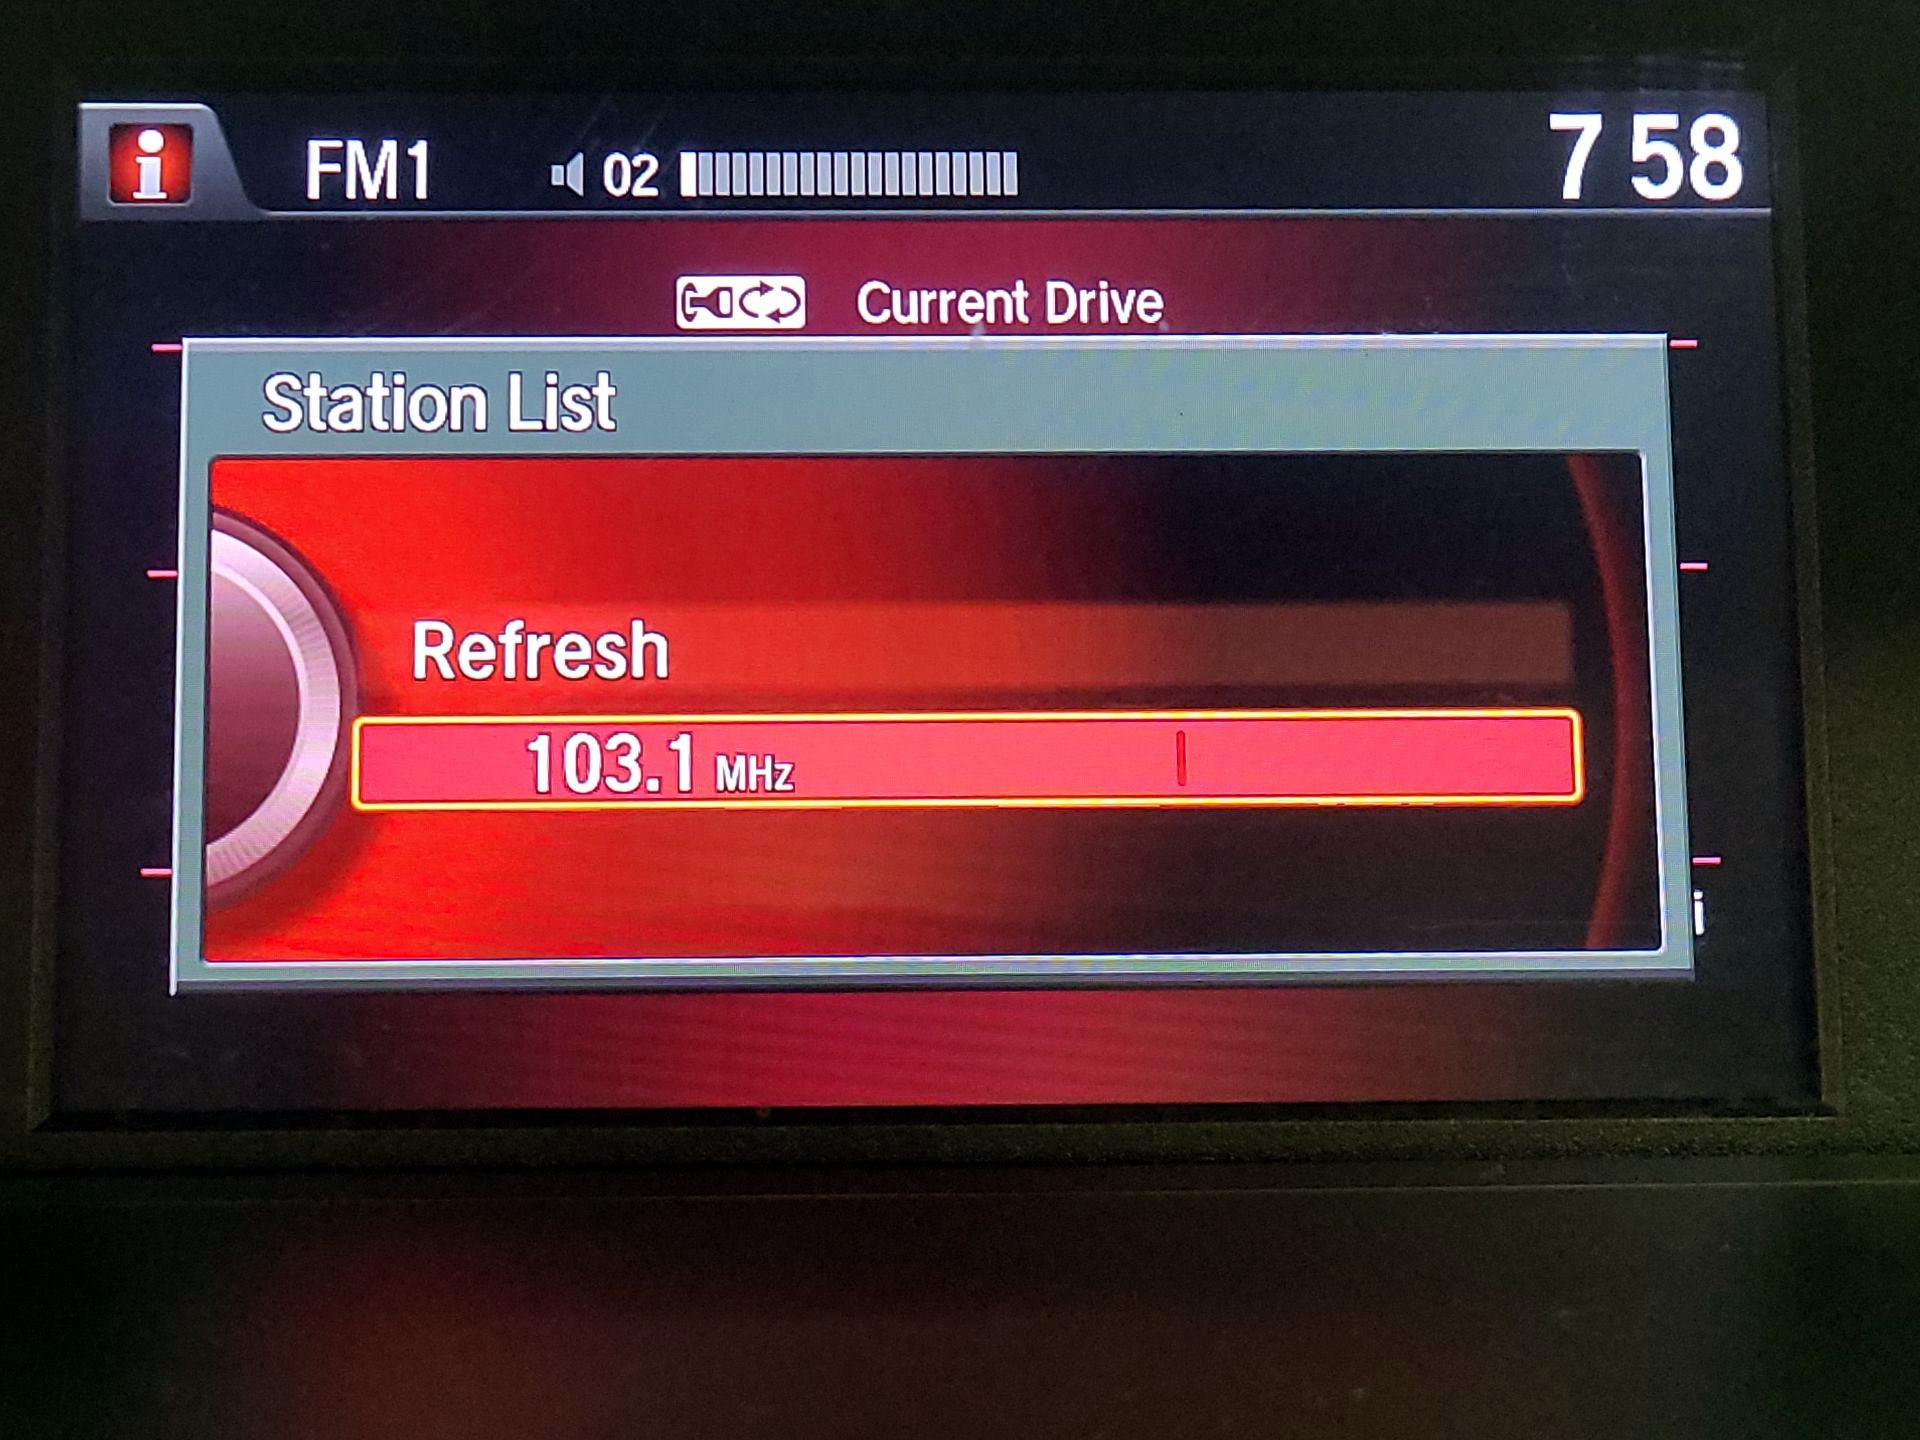 i FM1 02 7 58
Current Drive
Station List
Refresh
103.1 MHz
i